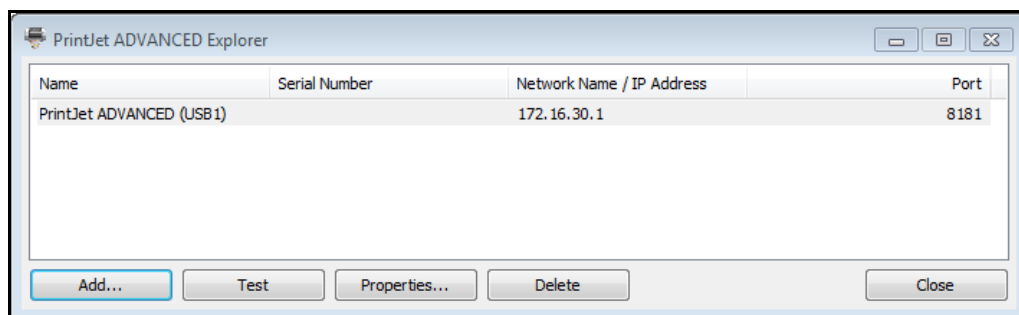 PrintJet ADVANCED Explorer
Name Serial Number Network Name / IP Address Port
PrintJet ADVANCED (USB1) 172.16.30.1 8181
Add... Test Properties... Delete Close